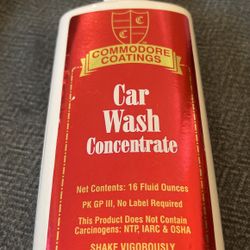 C C
C
COMMODORE
COATINGS
Car
Wash
Concentrate
Net Contents: 16 Fluid Ounces
PK GP III, No Label Required
This Product Does Not Contain
Carcinogens: NTP, IARC & OSHA
SHAKE VIGOROUSLY